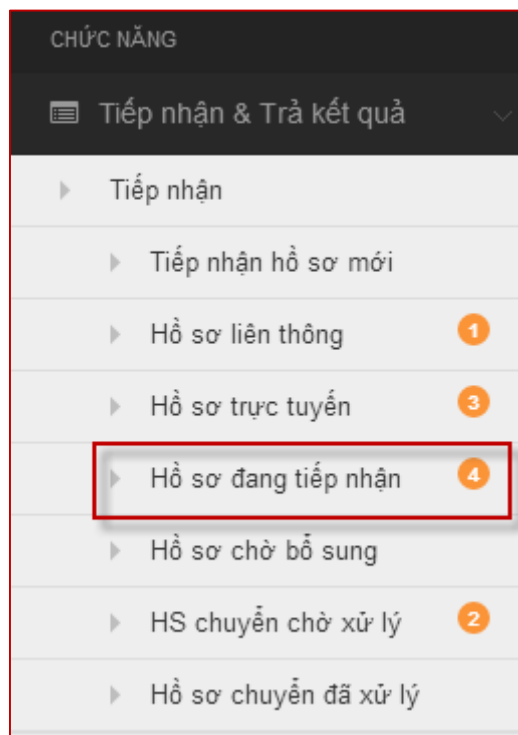 CHỨC NĂNG
Tiếp nhận & Trả kết quả
Tiếp nhận
Tiếp nhận hồ sơ mới
Hồ sơ liên thông 1
Hồ sơ trực tuyến 3
Hồ sơ đang tiếp nhận 4
Hồ sơ chờ bổ sung
HS chuyển chờ xử lý 2
Hồ sơ chuyển đã xử lý